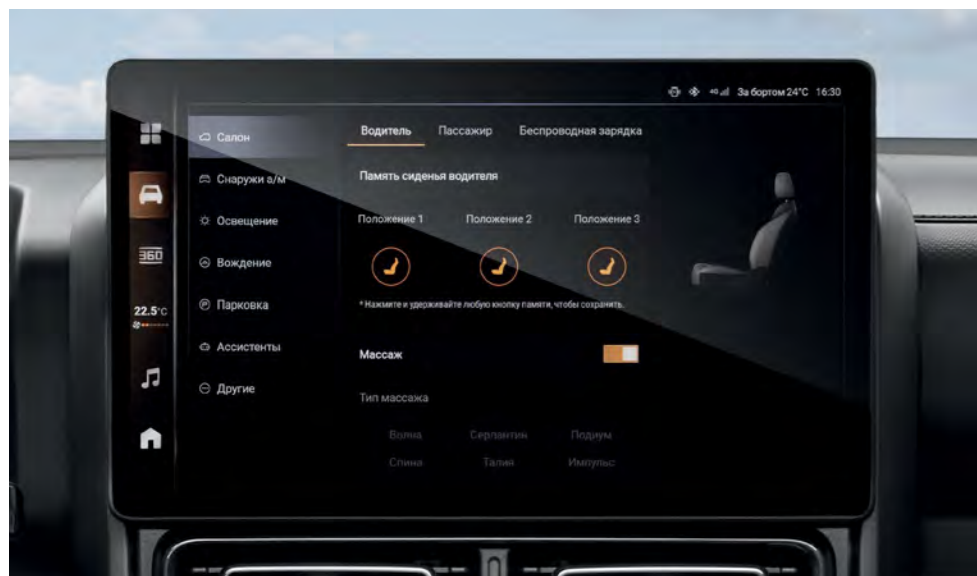 4G За бортом 24°C 16:30
Салон
Водитель Пассажир Беспроводная зарядка
Снаружи а/м
Память сиденья водителя
Освещение
Положение 1 Положение 2 Положение 3
360
Вождение
22.5°C
Парковка
* Нажмите и удерживайте любую кнопку памяти, чтобы сохранить.
Ассистенты
Массаж
Другие
Тип массажа
Волна Серпантин Подиум
Спина Талия Импульс